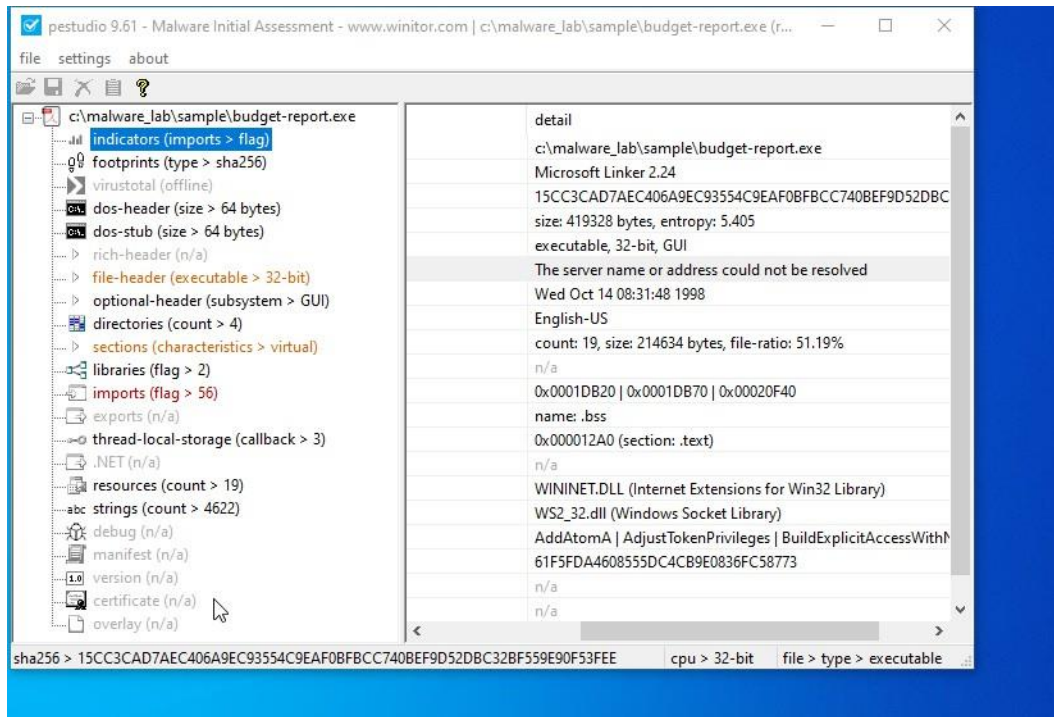 pestudio 9.61 - Malware Initial Assessment - www.winitor.com | c:\malware_lab\sample\budget-report.exe (r...
file settings about
c:\malware_lab\sample\budget-report.exe
indicators (imports > flag)
footprints (type > sha256)
virustotal (offline)
dos-header (size > 64 bytes)
dos-stub (size > 64 bytes)
rich-header (n/a)
file-header (executable > 32-bit)
optional-header (subsystem > GUI)
directories (count > 4)
sections (characteristics > virtual)
libraries (flag > 2)
imports (flag > 56)
exports (n/a)
thread-local-storage (callback > 3)
.NET (n/a)
resources (count > 19)
abc strings (count > 4622)
debug (n/a)
manifest (n/a)
1.0 version (n/a)
certificate (n/a)
overlay (n/a)
detail
c:\malware_lab\sample\budget-report.exe
Microsoft Linker 2.24
15CC3CAD7AEC406A9EC93554C9EAF0BFBCC740BEF9D52DBC
size: 419328 bytes, entropy: 5.405
executable, 32-bit, GUI
The server name or address could not be resolved
Wed Oct 14 08:31:48 1998
English-US
count: 19, size: 214634 bytes, file-ratio: 51.19%
n/a
0x0001DB20 | 0x0001DB70 | 0x00020F40
name: .bss
0x000012A0 (section: .text)
n/a
WININET.DLL (Internet Extensions for Win32 Library)
WS2_32.dll (Windows Socket Library)
AddAtomA | AdjustTokenPrivileges | BuildExplicitAccessWithN
61F5FDA4608555DC4CB9E0836FC58773
n/a
n/a
sha256 > 15CC3CAD7AEC406A9EC93554C9EAF0BFBCC740BEF9D52DBC32BF559E90F53FEE cpu > 32-bit file > type > executable